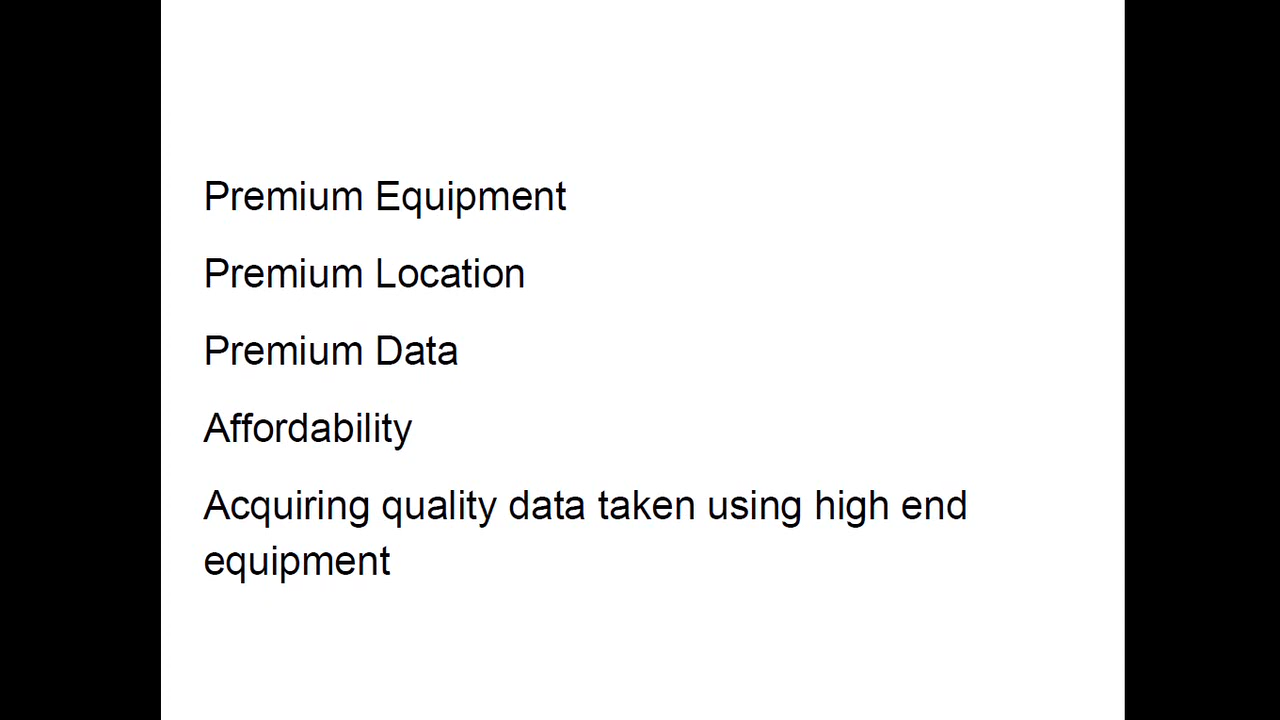 Premium Equipment
Premium Location
Premium Data
Affordability
Acquiring quality data taken using high end
equipment